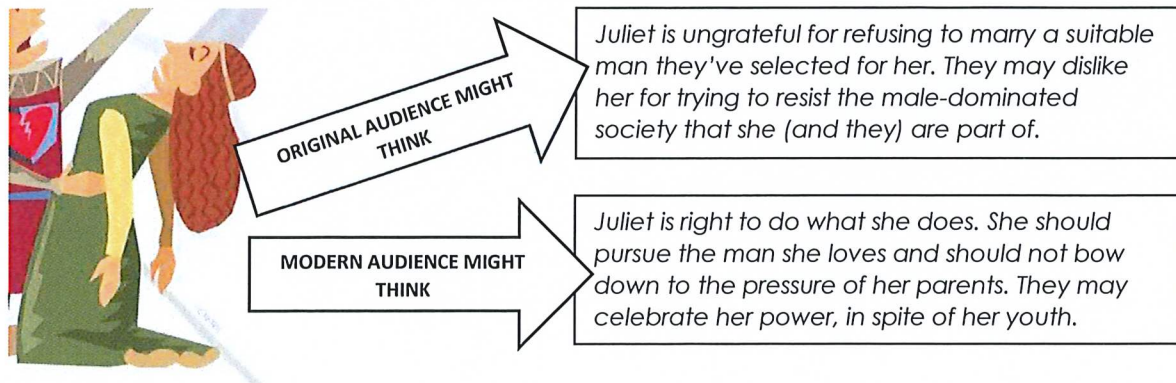 ORIGINAL AUDIENCE MIGHT
THINK
Juliet is ungrateful for refusing to marry a suitable
man they've selected for her. They may dislike
her for trying to resist the male-dominated
society that she (and they) are part of.
MODERN AUDIENCE MIGHT
THINK
Juliet is right to do what she does. She should
pursue the man she loves and should not bow
down to the pressure of her parents. They may
celebrate her power, in spite of her youth.